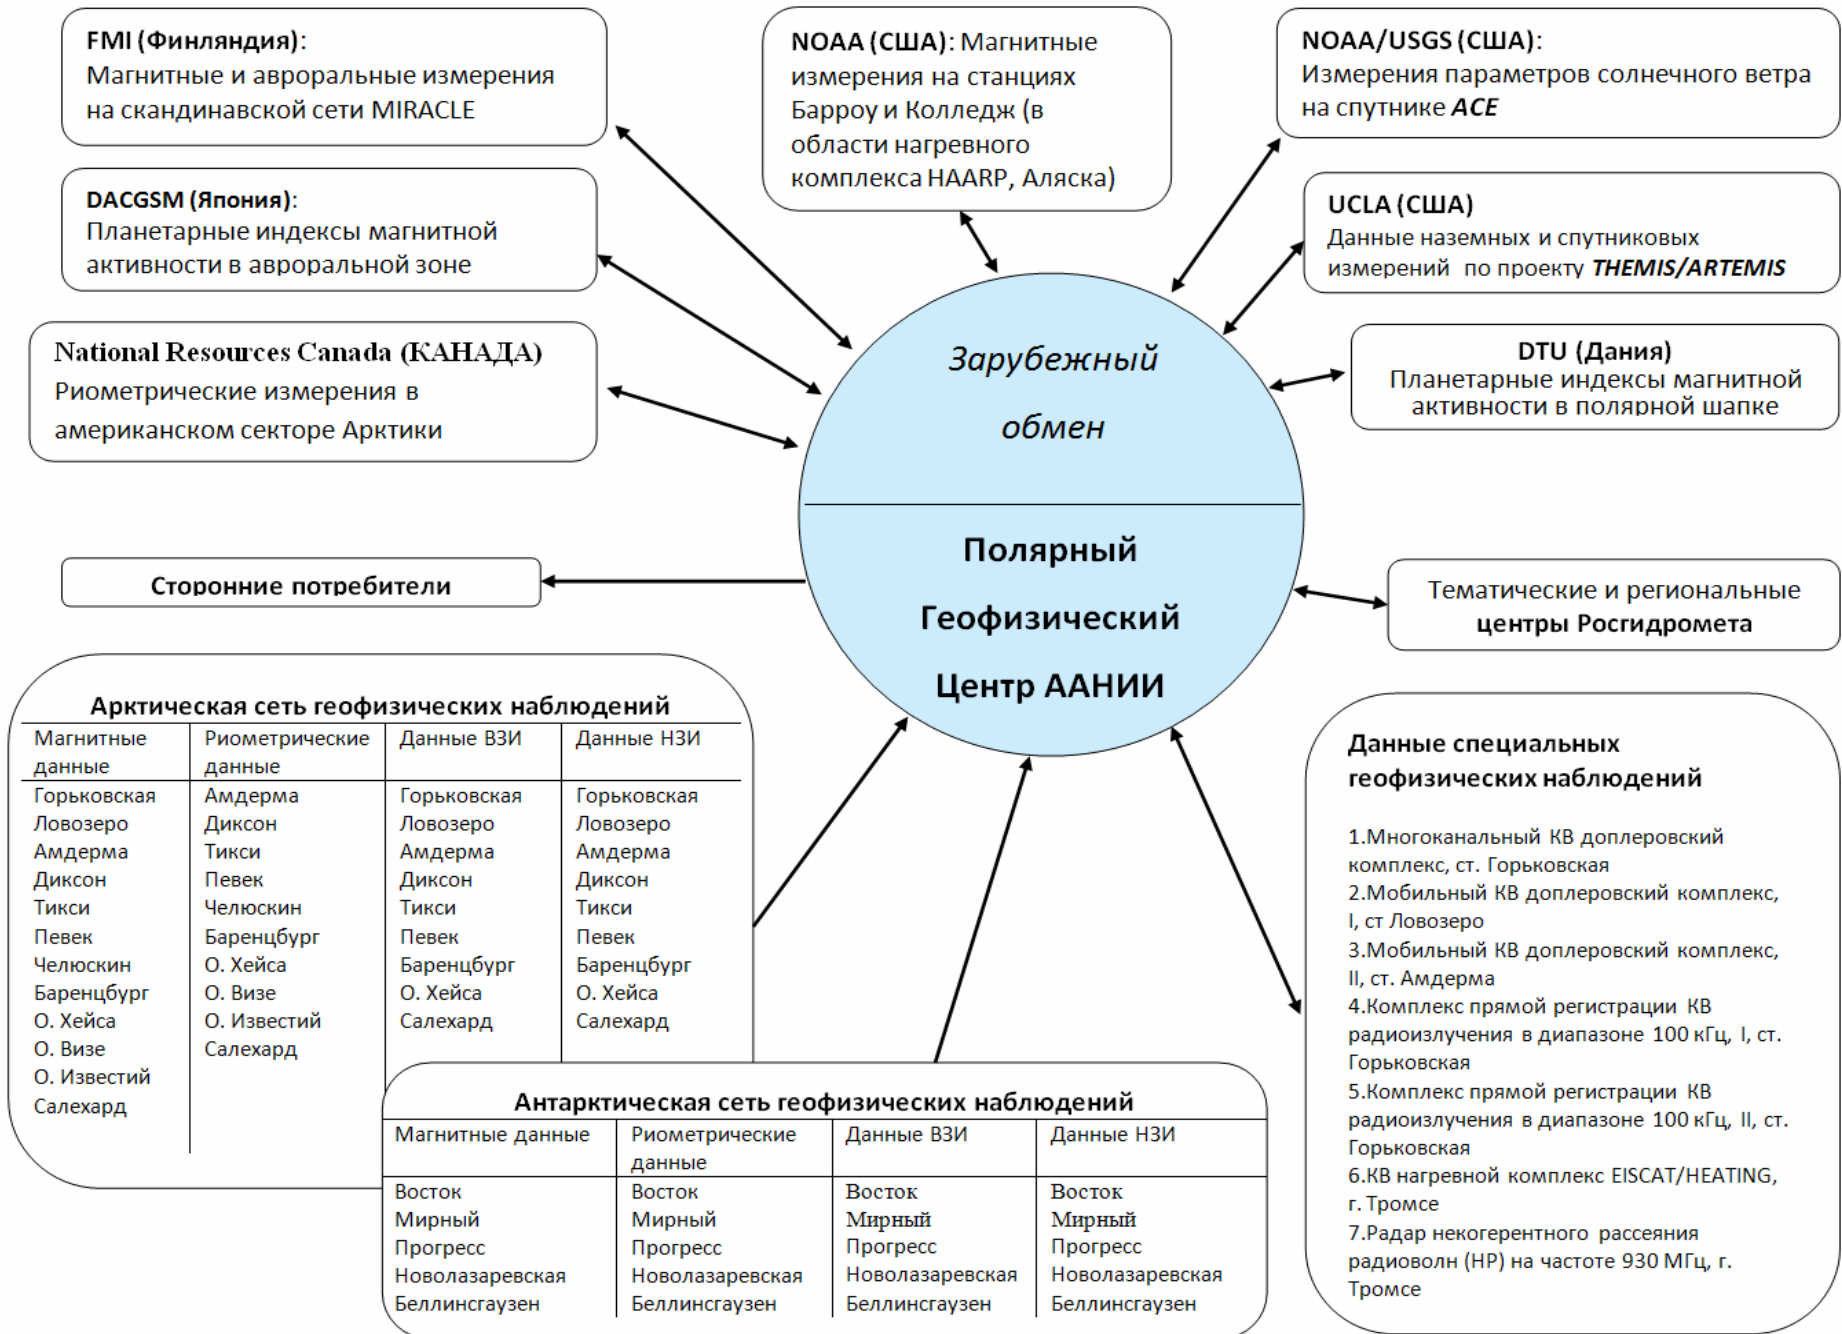 FMI (Финляндия):
Магнитные и авроральные измерения
на скандинавской сети MIRACLE
NOAA (США): Магнитные
измерения на станциях
Барроу и Колледж (в
области нагревного
комплекса HAARP, Аляска)
NOAA/USGS (США):
Измерения параметров солнечного ветра
на спутнике ACE
DACGSM (Япония):
Планетарные индексы магнитной
активности в авроральной зоне
UCLA (США)
Данные наземных и спутниковых
измерений по проекту THEMIS/ARTEMIS
National Resources Canada (КАНАДА)
Риометрические измерения в
американском секторе Арктики
DTU (Дания)
Планетарные индексы магнитной
активности в полярной шапке
Зарубежный
обмен
Полярный
Геофизический
Центр ААНИИ
Сторонние потребители
Тематические и региональные
центры Росгидромета
Арктическая сеть геофизических наблюдений
Магнитные
данные
Горьковская
Ловозеро
Амдерма
Диксон
Тикси
Певек
Челюскин
Баренцбург
О. Хейса
О. Визе
О. Известий
Салехард
Риометрические
данные
Амдерма
Диксон
Тикси
Певек
Челюскин
Баренцбург
О. Хейса
О. Визе
О. Известий
Салехард
Данные ВЗИ
Горьковская
Ловозеро
Амдерма
Диксон
Тикси
Певек
Баренцбург
О. Хейса
Салехард
Данные НЗИ
Горьковская
Ловозеро
Амдерма
Диксон
Тикси
Певек
Баренцбург
О. Хейса
Салехард
Антарктическая сеть геофизических наблюдений
Магнитные данные
Восток
Мирный
Прогресс
Новолазаревская
Беллинсгаузен
Риометрические
данные
Восток
Мирный
Прогресс
Новолазаревская
Беллинсгаузен
Данные ВЗИ
Восток
Мирный
Прогресс
Новолазаревская
Беллинсгаузен
Данные НЗИ
Восток
Мирный
Прогресс
Новолазаревская
Беллинсгаузен
Данные специальных
геофизических наблюдений
1.Многоканальный КВ доплеровский
комплекс, ст. Горьковская
2.Мобильный КВ доплеровский комплекс,
I, ст Ловозеро
3.Мобильный КВ доплеровский комплекс,
II, ст. Амдерма
4.Комплекс прямой регистрации КВ
радиоизлучения в диапазоне 100 кГц, I, ст.
Горьковская
5.Комплекс прямой регистрации КВ
радиоизлучения в диапазоне 100 кГц, II, ст.
Горьковская
6.КВ нагревной комплекс EISCAT/HEATING,
г. Тромсе
7.Радар некогерентного рассеяния
радиоволн (НР) на частоте 930 МГц, г.
Тромсе